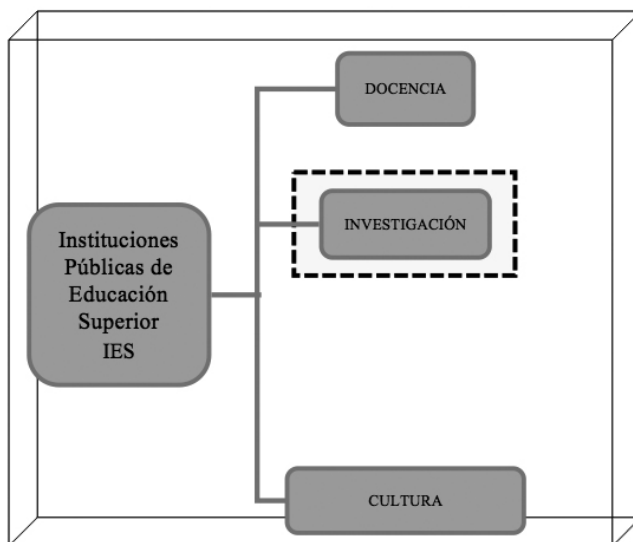 DOCENCIA
INVESTIGACIÓN
Instituciones
Públicas de
Educación
Superior
IES
CULTURA